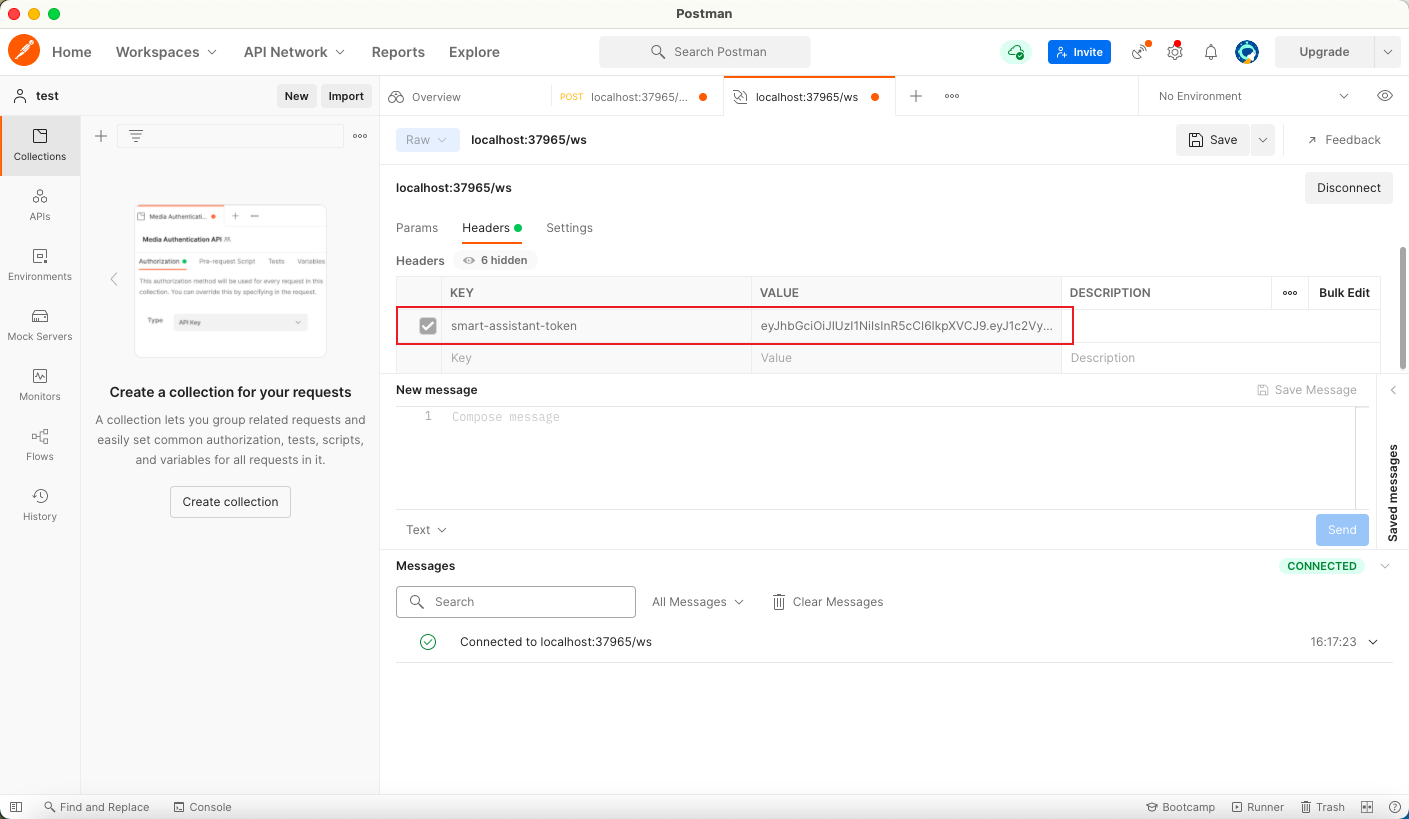 Postman
Home Workspaces API Network Reports Explore Search Postman Invite Upgrade
test New Import Overview POST localhost:37965/... localhost:37965/ws No Environment
Raw localhost:37965/ws Save Feedback
Collections
APIs
Environments
Mock Servers
Monitors
Flows
History
Media Authenticati...
Media Authentication API
Authorization Pre-request Script Tests Variables
This authorization method will be used for every request in this
collection. You can override this by specifying in the request.
Type API Key
Create a collection for your requests
A collection lets you group related requests and
easily set common authorization, tests, scripts,
and variables for all requests in it.
Create collection
localhost:37965/ws Disconnect
Params Headers Settings
Headers 6 hidden
KEY VALUE DESCRIPTION Bulk Edit
smart-assistant-token eyJhbGciOiJIUzI1NiIsInR5cCI6IkpXVCJ9.eyJ1c2Vy...
Key Value Description
New message Save Message
1 Compose message
Saved messages
Text Send
Messages CONNECTED
Search All Messages Clear Messages
Connected to localhost:37965/ws 16:17:23
Find and Replace Console Bootcamp Runner Trash